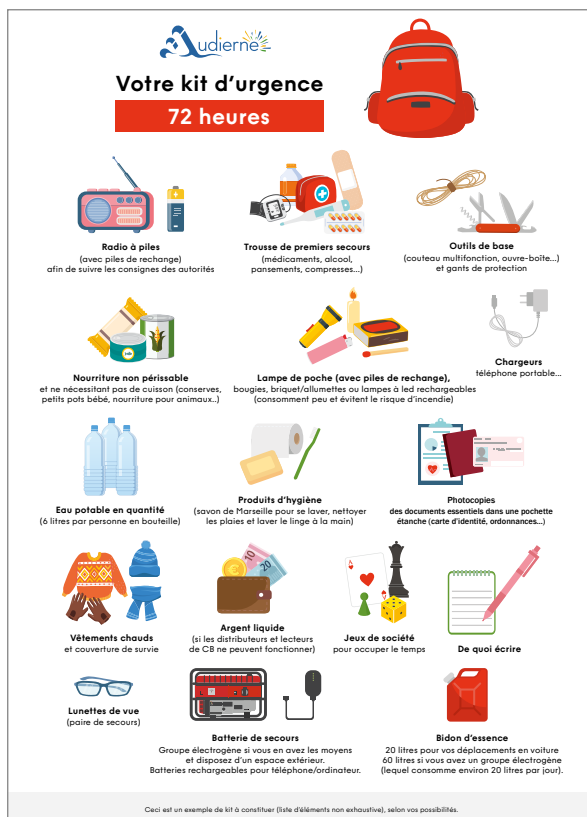 Audierne
Votre kit d'urgence
72 heures
Radio à piles
(avec piles de rechange)
afin de suivre les consignes des autorités
Trousse de premiers secours
(médicaments, alcool,
pansements, compresses...)
Outils de base
(couteau multifonction, ouvre-boîte...)
et gants de protection
Nourriture non périssable
et ne nécessitant pas de cuisson (conserves,
petits pots bébé, nourriture pour animaux..)
Lampe de poche (avec piles de rechange),
bougies, briquet/allumettes ou lampes à led rechargeables
(consomment peu et évitent le risque d'incendie)
Chargeurs
téléphone portable...
Eau potable en quantité
(6 litres par personne en bouteille)
Produits d'hygiène
(savon de Marseille pour se laver, nettoyer
les plaies et laver le linge à la main)
Photocopies
des documents essentiels dans une pochette
étanche (carte d'identité, ordonnances...)
10
20
A
Vêtements chauds
et couverture de survie
Argent liquide
(si les distributeurs et lecteurs
de CB ne peuvent fonctionner)
Jeux de société
pour occuper le temps
De quoi écrire
Lunettes de vue
(paire de secours)
Batterie de secours
Groupe électrogène si vous en avez les moyens
et disposez d'un espace extérieur.
Batteries rechargeables pour téléphone/ordinateur.
Bidon d'essence
20 litres pour vos déplacements en voiture
60 litres si vous avez un groupe électrogène
(lequel consomme environ 20 litres par jour).
Ceci est un exemple de kit à constituer (liste d'éléments non exhaustive), selon vos possibilités.